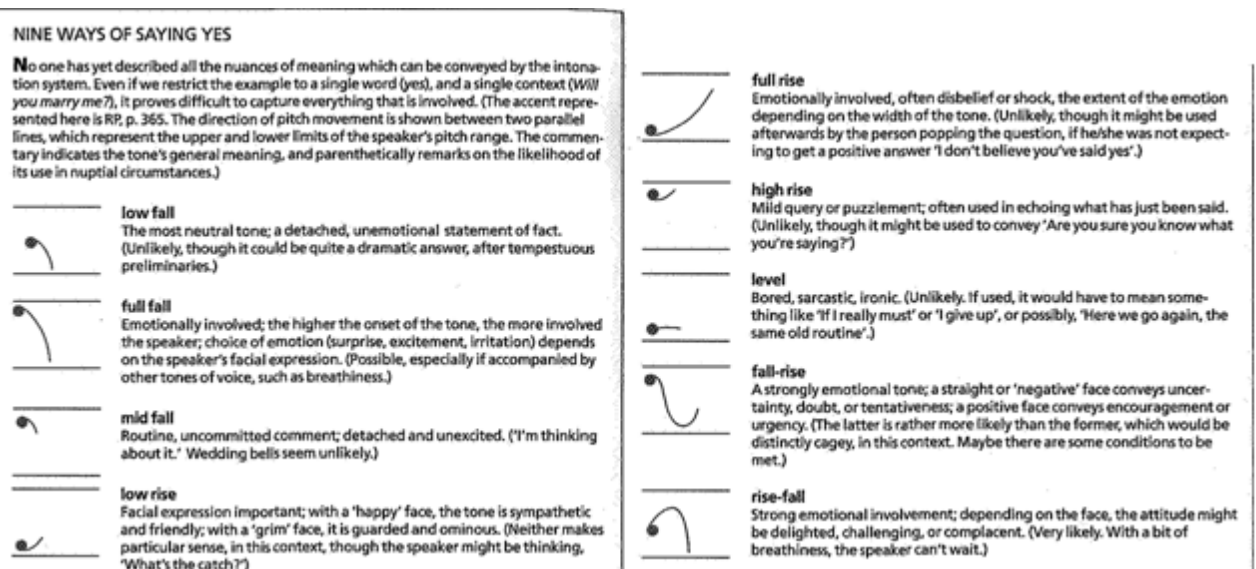 NINE WAYS OF SAYING YES
No one has yet described all the nuances of meaning which can be conveyed by the intona-
tion system. Even if we restrict the example to a single word (yes), and a single context (Will
you marry me?), it proves difficult to capture everything that is involved. (The accent repre-
sented here is RP, p. 365. The direction of pitch movement is shown between two parallel
lines, which represent the upper and lower limits of the speaker's pitch range. The commen-
tary indicates the tone's general meaning, and parenthetically remarks on the likelihood of
its use in nuptial circumstances.)
low fall
The most neutral tone; a detached, unemotional statement of fact.
(Unlikely, though it could be quite a dramatic answer, after tempestuous
preliminaries.)
full fall
Emotionally involved; the higher the onset of the tone, the more involved
the speaker; choice of emotion (surprise, excitement, irritation) depends
on the speaker's facial expression. (Possible, especially if accompanied by
other tones of voice, such as breathiness.)
mid fall
Routine, uncommitted comment; detached and unexcited. ('I'm thinking
about it.' Wedding bells seem unlikely.)
low rise
Facial expression important; with a 'happy' face, the tone is sympathetic
and friendly; with a 'grim' face, it is guarded and ominous. (Neither makes
particular sense, in this context, though the speaker might be thinking,
'What's the catch?')
full rise
Emotionally involved, often disbelief or shock, the extent of the emotion
depending on the width of the tone. (Unlikely, though it might be used
afterwards by the person popping the question, if he/she was not expect-
ing to get a positive answer 'I don't believe you've said yes'.)
high rise
Mild query or puzzlement; often used in echoing what has just been said.
(Unlikely, though it might be used to convey 'Are you sure you know what
you're saying?')
level
Bored, sarcastic, ironic. (Unlikely. If used, it would have to mean some-
thing like 'If I really must' or 'I give up', or possibly, 'Here we go again, the
same old routine'.)
fall-rise
A strongly emotional tone; a straight or 'negative' face conveys uncer-
tainty, doubt, or tentativeness; a positive face conveys encouragement or
urgency. (The latter is rather more likely than the former, which would be
distinctly cagey, in this context. Maybe there are some conditions to be
met.)
rise-fall
Strong emotional involvement; depending on the face, the attitude might
be delighted, challenging, or complacent. (Very likely. With a bit of
breathiness, the speaker can't wait.)